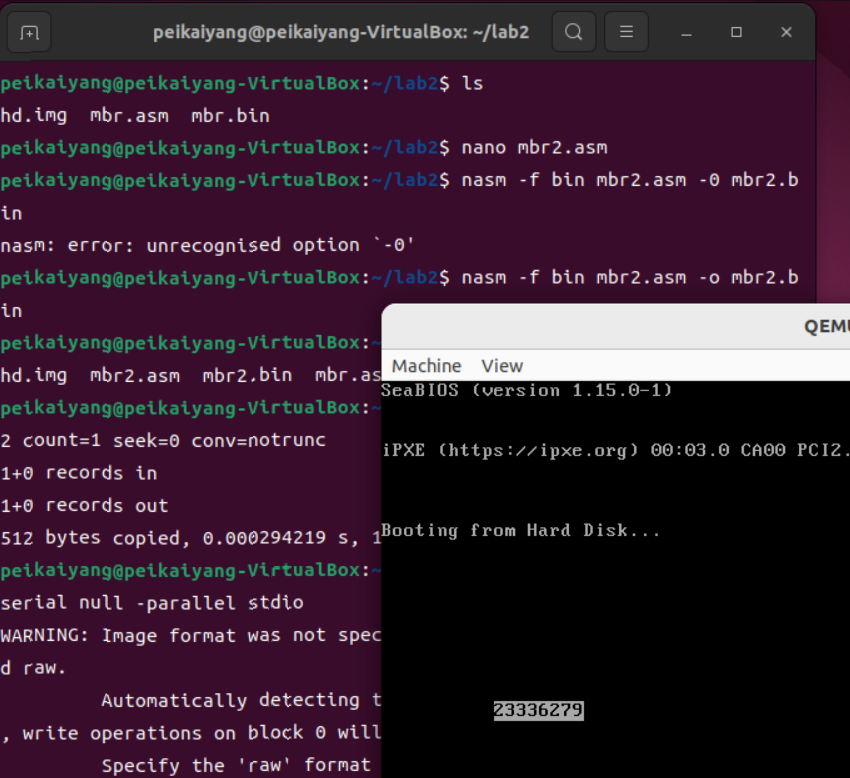 peikaiyang@peikaiyang-VirtualBox: ~/lab2
peikaiyang@peikaiyang-VirtualBox:~/lab2$ ls
hd.img  mbr.asm  mbr.bin
peikaiyang@peikaiyang-VirtualBox:~/lab2$ nano mbr2.asm
peikaiyang@peikaiyang-VirtualBox:~/lab2$ nasm -f bin mbr2.asm -0 mbr2.b
in
nasm: error: unrecognised option `-0'
peikaiyang@peikaiyang-VirtualBox:~/lab2$ nasm -f bin mbr2.asm -o mbr2.b
in
peikaiyang@peikaiyang-VirtualBox:~
hd.img  mbr2.asm  mbr2.bin  mbr.as
peikaiyang@peikaiyang-VirtualBox:~
2 count=1 seek=0 conv=notrunc
1+0 records in
1+0 records out
512 bytes copied, 0.000294219 s, 1
peikaiyang@peikaiyang-VirtualBox:~
serial null -parallel stdio
WARNING: Image format was not spec
d raw.
Automatically detecting t
, write operations on block 0 will
Specify the 'raw' format
QEMU
Machine  View
SeaBIOS (version 1.15.0-1)
iPXE (https://ipxe.org) 00:03.0 CA00 PCI2.
Booting from Hard Disk...
23336279